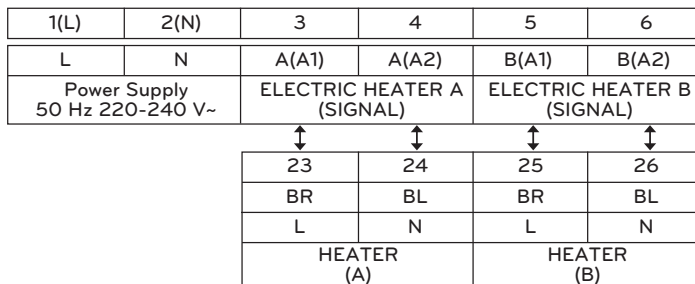 1(L) 2(N) 3 4 5 6
L N A(A1) A(A2) B(A1) B(A2)
Power Supply ELECTRIC HEATER A ELECTRIC HEATER B
50 Hz 220-240 V~ (SIGNAL) (SIGNAL)
23 24 25 26
BR BL BR BL
L N L N
HEATER HEATER
(A) (B)